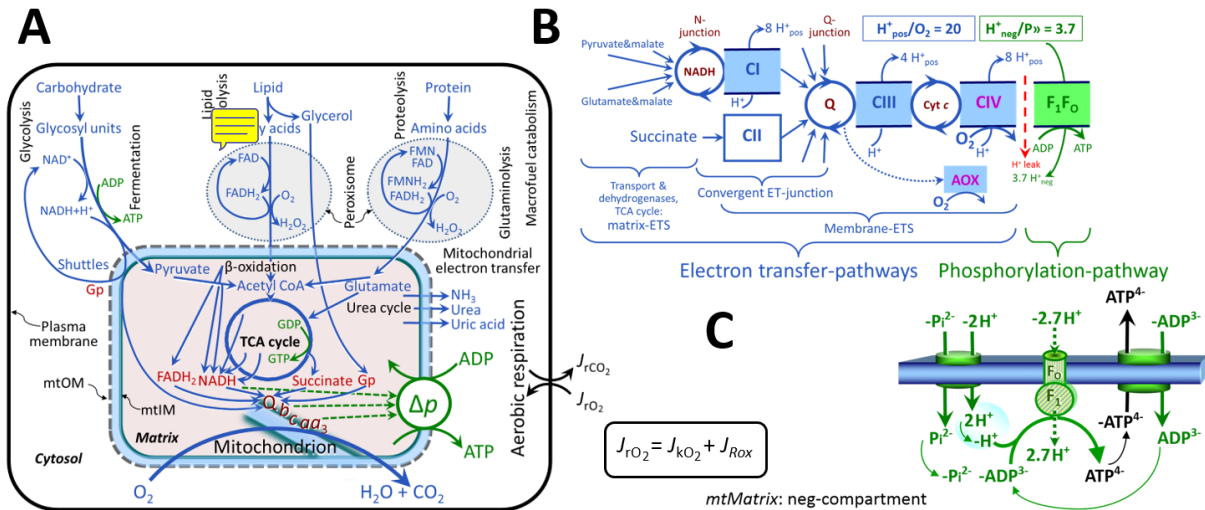 A
Carbohydrate
Lipid
Protein
Glycolysis
Lipid
olysis
Glycerol
Proteolysis
Glutaminolysis
Macrofuel catabolism
Glycosyl units
y acids
Amino acids
NAD⁺
Fermentation
ADP
ATP
NADH+H⁺
FAD
FADH₂
O₂
H₂O₂
Peroxisome
FMN
FAD
FMNH₂
FADH₂
O₂
H₂O₂
Shuttles
Gp
Pyruvate
β-oxidation
Acetyl CoA
Glutamate
Mitochondrial
electron transfer
Urea cycle
NH₃
Urea
Uric acid
Plasma
membrane
GDP
GTP
TCA cycle
FADH₂
NADH
Succinate
Gp
Q
b
c
aa₃
Δp
ADP
ATP
mtOM
mtIM
Matrix
Cytosol
Mitochondrion
O₂
H₂O + CO₂
Aerobic respiration
JrCO₂
JrO₂
JrO₂ = JkO₂ + JRox
B
N-
junction
8 H⁺pos
Q-
junction
H⁺pos/O₂ = 20
H⁺neg/P» = 3.7
Pyruvate&malate
Glutamate&malate
NADH
CI
H⁺
4 H⁺pos
8 H⁺pos
Q
CIII
Cyt c
CIV
F₁Fₒ
Succinate
CII
H⁺
O₂
H⁺
ADP
ATP
H⁺ leak
3.7 H⁺neg
AOX
O₂
Transport &
dehydrogenases,
TCA cycle:
matrix-ETS
Convergent ET-junction
Membrane-ETS
Electron transfer-pathways
Phosphorylation-pathway
C
ATP⁴⁻
-Pi²⁻
-2H⁺
-2.7H⁺
-ADP³⁻
Fₒ
F₁
Pi²⁻
2H⁺
-H⁺
2.7H⁺
-ATP⁴⁻
ADP³⁻
-Pi²⁻
-ADP³⁻
ATP⁴⁻
mtMatrix: neg-compartment